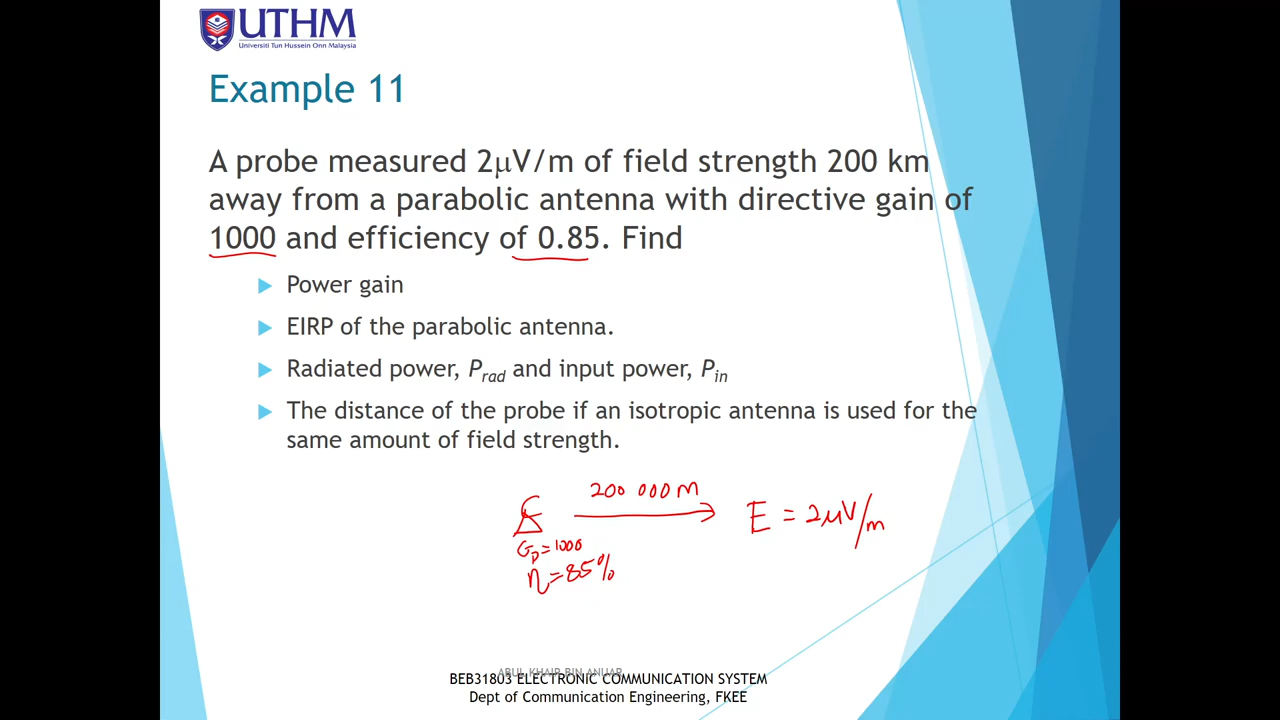 UTHM
Universiti Tun Hussein Onn Malaysia
Example 11
A probe measured 2μV/m of field strength 200 km
away from a parabolic antenna with directive gain of
1000 and efficiency of 0.85. Find
Power gain
EIRP of the parabolic antenna.
Radiated power, Prad and input power, Pin
The distance of the probe if an isotropic antenna is used for the
same amount of field strength.
200 000 m
E = 2μV/m
GD=1000
η=85%
ABUL KHAIR BIN ANUAR
BEB31803 ELECTRONIC COMMUNICATION SYSTEM
Dept of Communication Engineering, FKEE